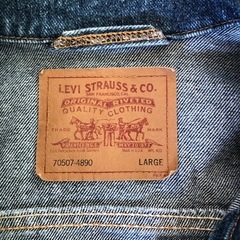 LEVI STRAUSS & CO.
SAN FRANCISCO, CAL.
ORIGINAL RIVETED
QUALITY CLOTHING
TRADE MARK
70507-4890 LARGE